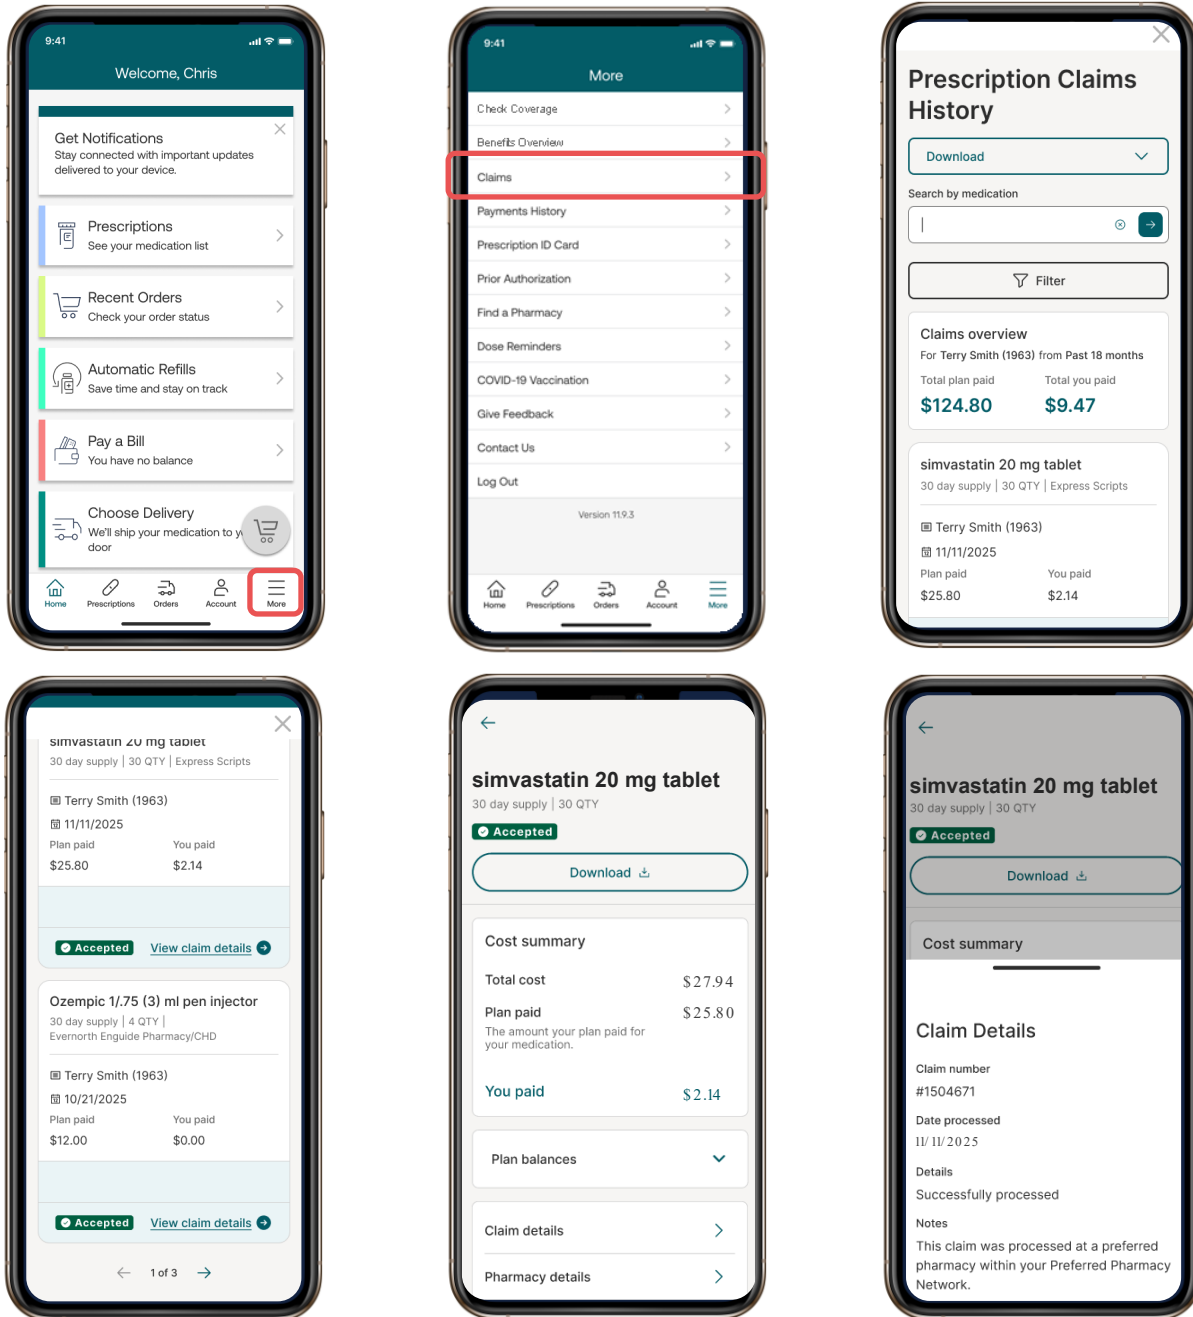 9:41
Welcome, Chris
Get Notifications
Stay connected with important updates
delivered to your device.
Prescriptions
See your medication list
Recent Orders
Check your order status
Automatic Refills
Save time and stay on track
Pay a Bill
You have no balance
Choose Delivery
We'll ship your medication to y
door
Home Prescriptions Orders Account More
9:41
More
Check Coverage
Benefits Overview
Claims
Payments History
Prescription ID Card
Prior Authorization
Find a Pharmacy
Dose Reminders
COVID-19 Vaccination
Give Feedback
Contact Us
Log Out
Version 11.9.3
Home Prescriptions Orders Account More
Prescription Claims
History
Download
Search by medication
Filter
Claims overview
For Terry Smith (1963) from Past 18 months
Total plan paid Total you paid
$124.80 $9.47
simvastatin 20 mg tablet
30 day supply | 30 QTY | Express Scripts
Terry Smith (1963)
11/11/2025
Plan paid You paid
$25.80 $2.14
simvastatin 20 mg tablet
30 day supply | 30 QTY | Express Scripts
Terry Smith (1963)
11/11/2025
Plan paid You paid
$25.80 $2.14
Accepted View claim details
Ozempic 1/.75 (3) ml pen injector
30 day supply | 4 QTY |
Evernorth Enguide Pharmacy/CHD
Terry Smith (1963)
10/21/2025
Plan paid You paid
$12.00 $0.00
Accepted View claim details
1 of 3
simvastatin 20 mg tablet
30 day supply | 30 QTY
Accepted
Download
Cost summary
Total cost $27.94
Plan paid $25.80
The amount your plan paid for
your medication.
You paid $2.14
Plan balances
Claim details
Pharmacy details
simvastatin 20 mg tablet
30 day supply | 30 QTY
Accepted
Download
Cost summary
Claim Details
Claim number
#1504671
Date processed
11/11/2025
Details
Successfully processed
Notes
This claim was processed at a preferred
pharmacy within your Preferred Pharmacy
Network.